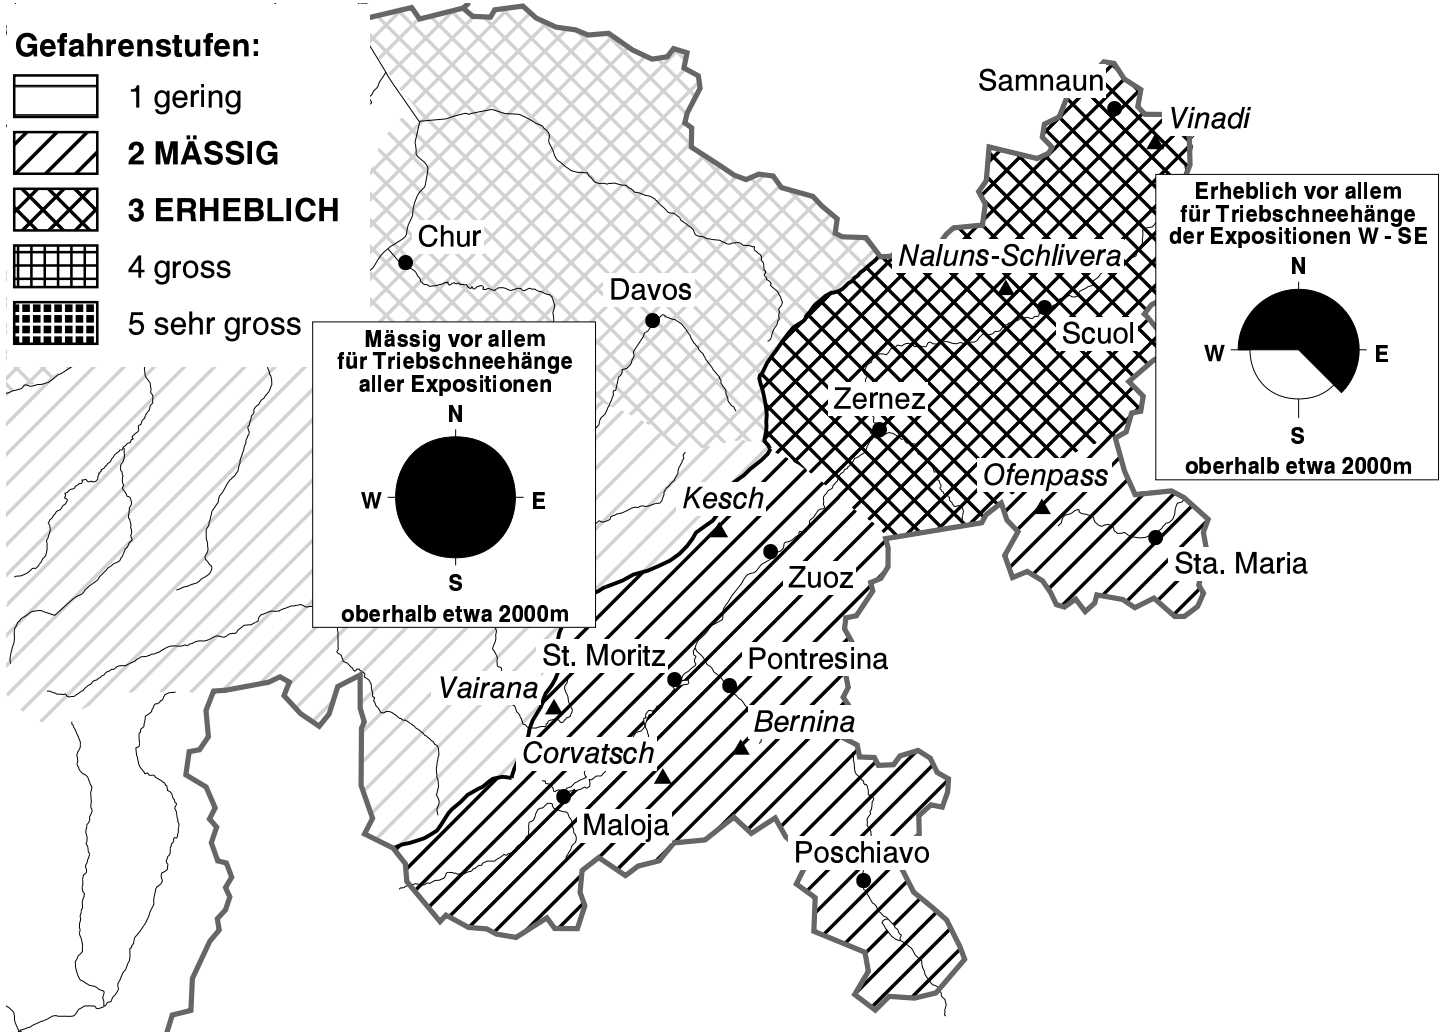 Gefahrenstufen:
1 gering
2 MÄSSIG
3 ERHEBLICH
4 gross
5 sehr gross
Samnaun
Vinadi
Erheblich vor allem
für Triebschneehänge
der Expositionen W - SE
N
W
E
S
oberhalb etwa 2000m
Chur
Naluns-Schlivera
Davos
Scuol
Mässig vor allem
für Triebschneehänge
aller Expositionen
N
W
E
S
oberhalb etwa 2000m
Zernez
Ofenpass
Kesch
Sta. Maria
Zuoz
St. Moritz
Pontresina
Vairana
Bernina
Corvatsch
Maloja
Poschiavo